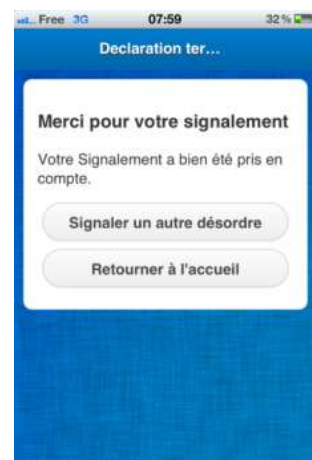 Free 3G 07:59 32 %
Declaration ter...
Merci pour votre signalement
Votre Signalement a bien été pris en
compte.
Signaler un autre désordre
Retourner à l'accueil